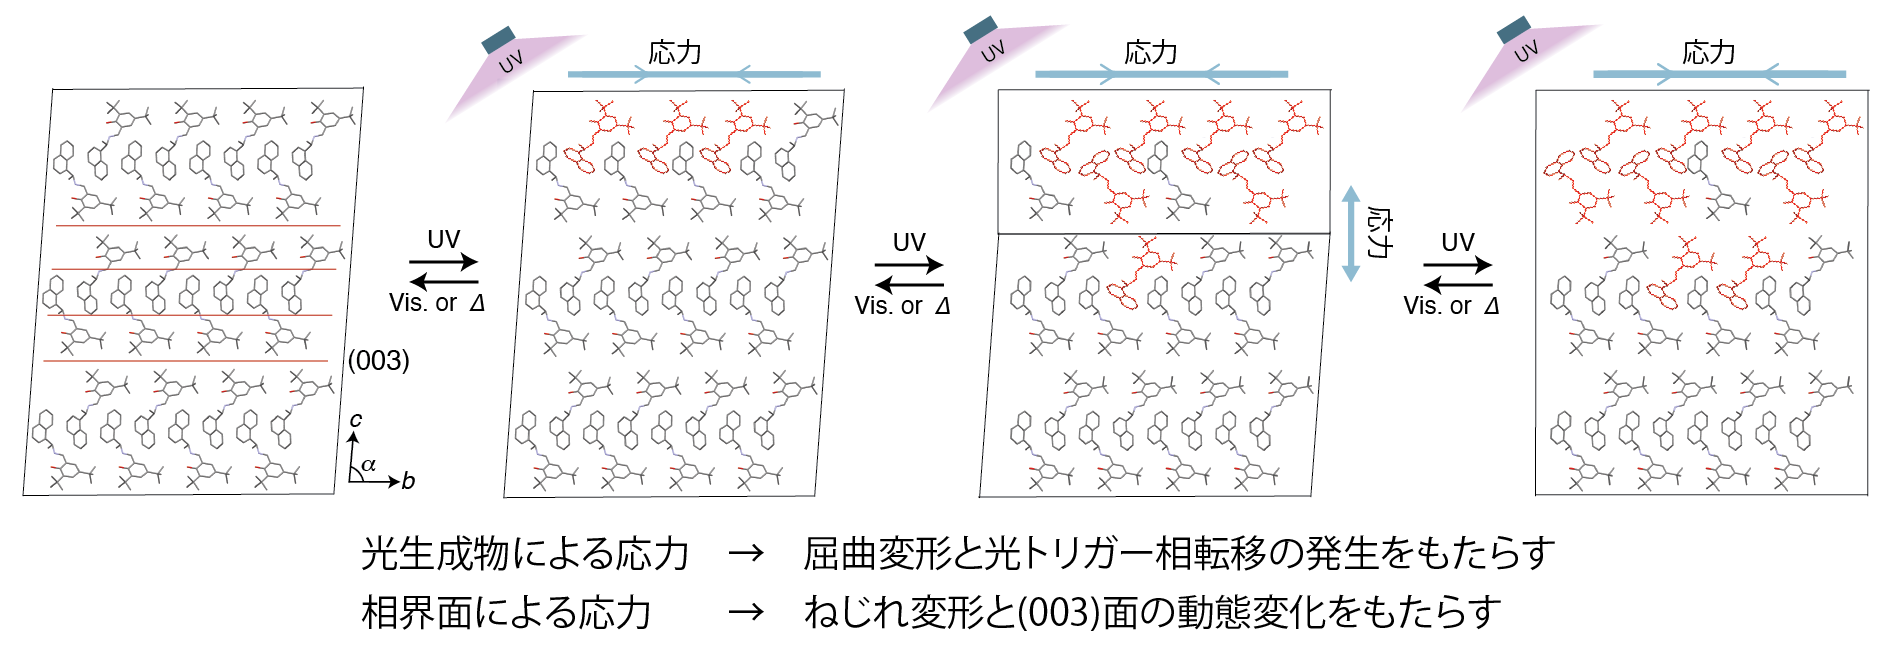 UV
応力
UV
応力
UV
応力
(003)
c
α
b
UV
Vis. or Δ
UV
Vis. or Δ
応力
UV
Vis. or Δ
光生成物による応力 → 屈曲変形と光トリガー相転移の発生をもたらす
相界面による応力 → ねじれ変形と(003)面の動態変化をもたらす